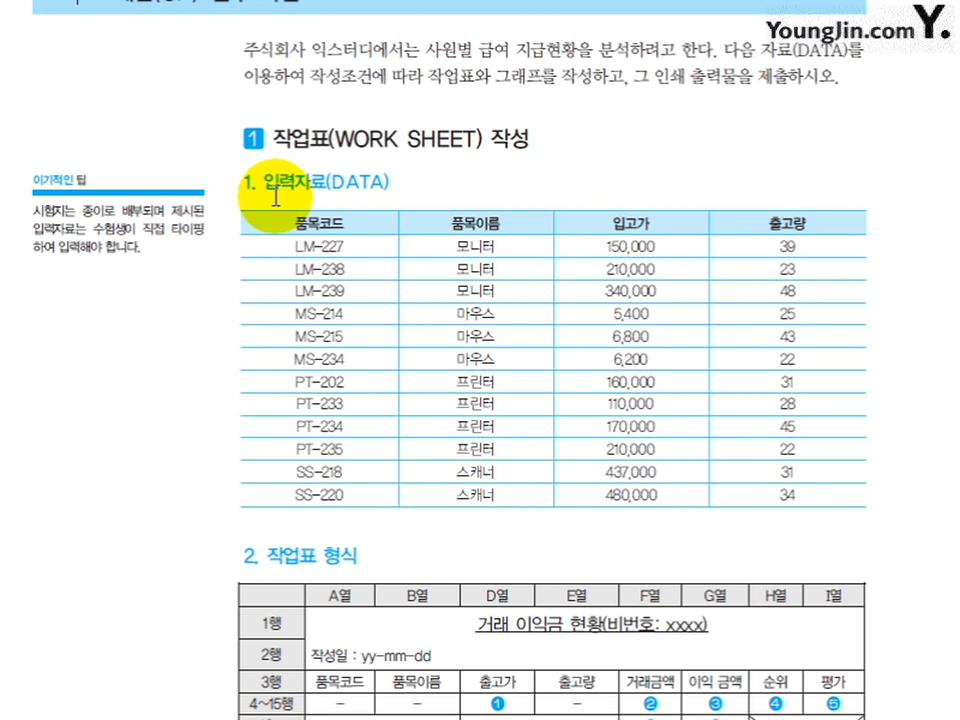 YoungJin.com Y.
주식회사 익스터디에서는 사원별 급여 지급현황을 분석하려고 한다. 다음 자료(DATA)를
이용하여 작성조건에 따라 작업표와 그래프를 작성하고, 그 인쇄 출력물을 제출하시오.
1 작업표(WORK SHEET) 작성
이기적인 팁
시험지는 종이로 배부되며 제시된
입력자료는 수험생이 직접 타이핑
하여 입력해야 합니다.
1. 입력자료(DATA)
품목코드 품목이름 입고가 출고량
LM-227 모니터 150,000 39
LM-238 모니터 210,000 23
LM-239 모니터 340,000 48
MS-214 마우스 5,400 25
MS-215 마우스 6,800 43
MS-234 마우스 6,200 22
PT-202 프린터 160,000 31
PT-233 프린터 110,000 28
PT-234 프린터 170,000 45
PT-235 프린터 210,000 22
SS-218 스캐너 437,000 31
SS-220 스캐너 480,000 34
2. 작업표 형식
A열 B열 D열 E열 F열 G열 H열 I열
1행 거래 이익금 현황(비번호: xxxx)
2행 작성일 : yy-mm-dd
3행 품목코드 품목이름 출고가 출고량 거래금액 이익 금액 순위 평가
4~15행 - - ❶ - ❷ ❸ ❹ ❺